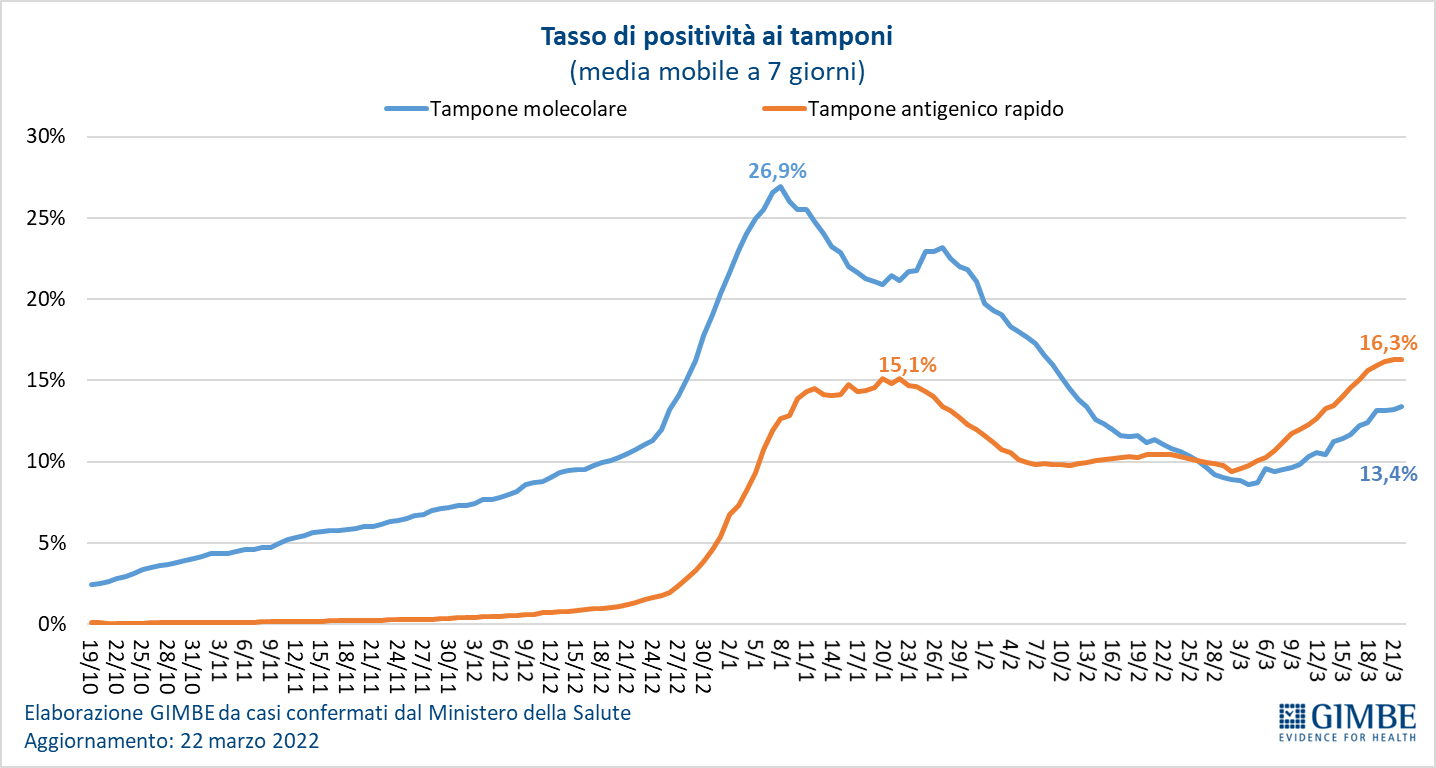 Tasso di positività ai tamponi
(media mobile a 7 giorni)
Tampone molecolare Tampone antigenico rapido
30%
26,9%
25%
20%
16,3%
15,1%
15%
10%
13,4%
5%
0%
19/10 22/10 25/10 28/10 31/10 3/11 6/11 9/11 12/11 15/11 18/11 21/11 24/11 27/11 30/11 3/12 6/12 9/12 12/12 15/12 18/12 21/12 24/12 27/12 30/12 2/1 5/1 8/1 11/1 14/1 17/1 20/1 23/1 26/1 29/1 1/2 4/2 7/2 10/2 13/2 16/2 19/2 22/2 25/2 28/2 3/3 6/3 9/3 12/3 15/3 18/3 21/3
Elaborazione GIMBE da casi confermati dal Ministero della Salute
Aggiornamento: 22 marzo 2022
GIMBE
EVIDENCE FOR HEALTH